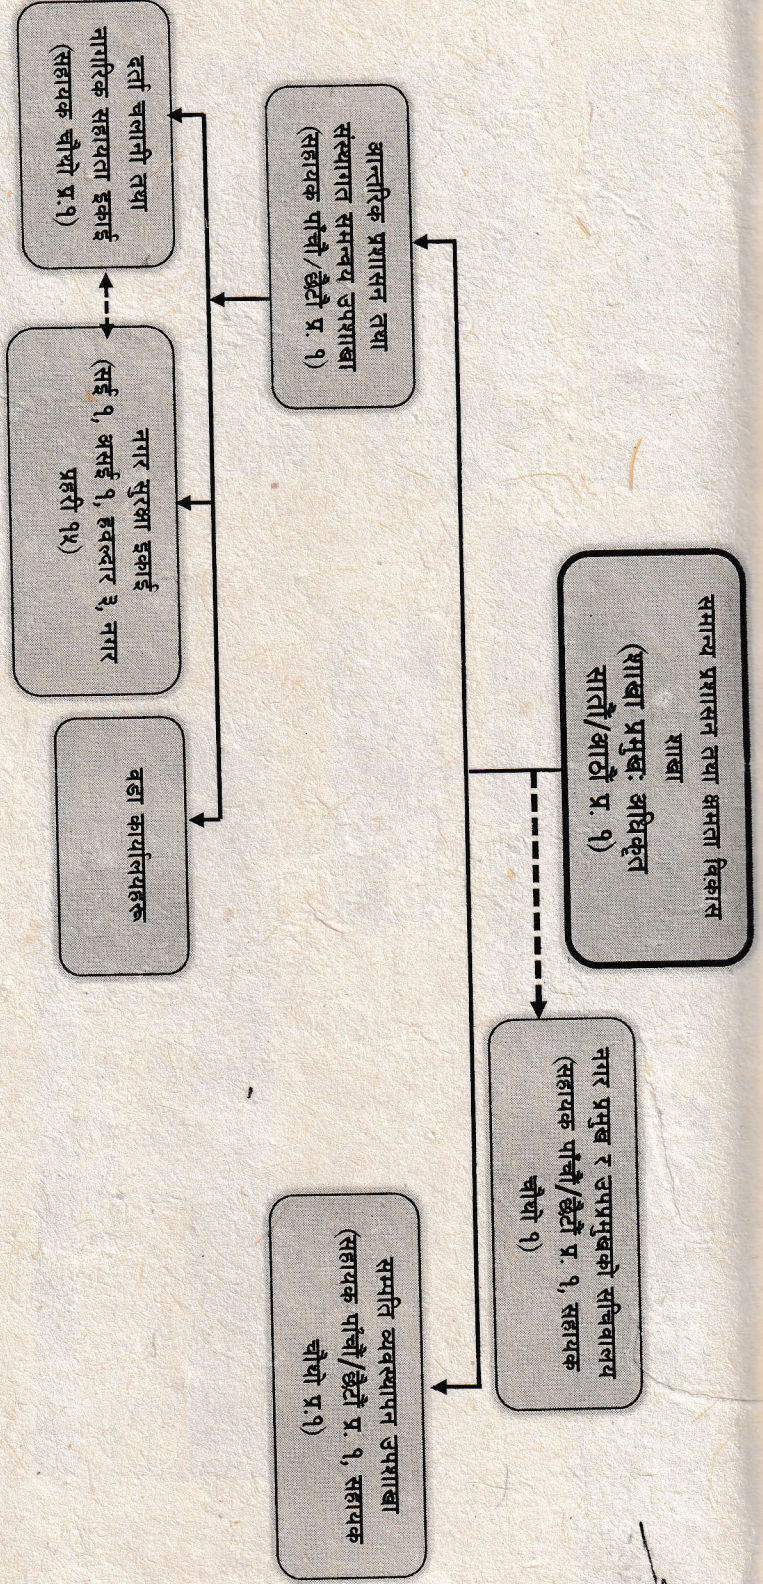 समान्य प्रशासन तथा क्षमता विकास
शाखा
(शाखा प्रमुखः अधिकृत
सातौं/आठौं प्र. १)
नगर प्रमुख र उपप्रमुखको सचिवालय
(सहायक पाँचौं/छैटौं प्र. १, सहायक
चौथो १)
आन्तरिक प्रशासन तथा
संस्थागत समन्वय उपशाखा
(सहायक पाँचौ/छैटौ प्र. १)
सम्पति व्यवस्थापन उपशाखा
(सहायक पाँचौं/छैटौं प्र. १, सहायक
चौथो प्र.१)
दर्ता चलानी तथा
नागरिक सहायता इकाई
(सहायक चौथो प्र.१)
नगर सुरक्षा इकाई
(सई १, असई १, हवल्दार ३, नगर
प्रहरी १५)
वडा कार्यालयहरू